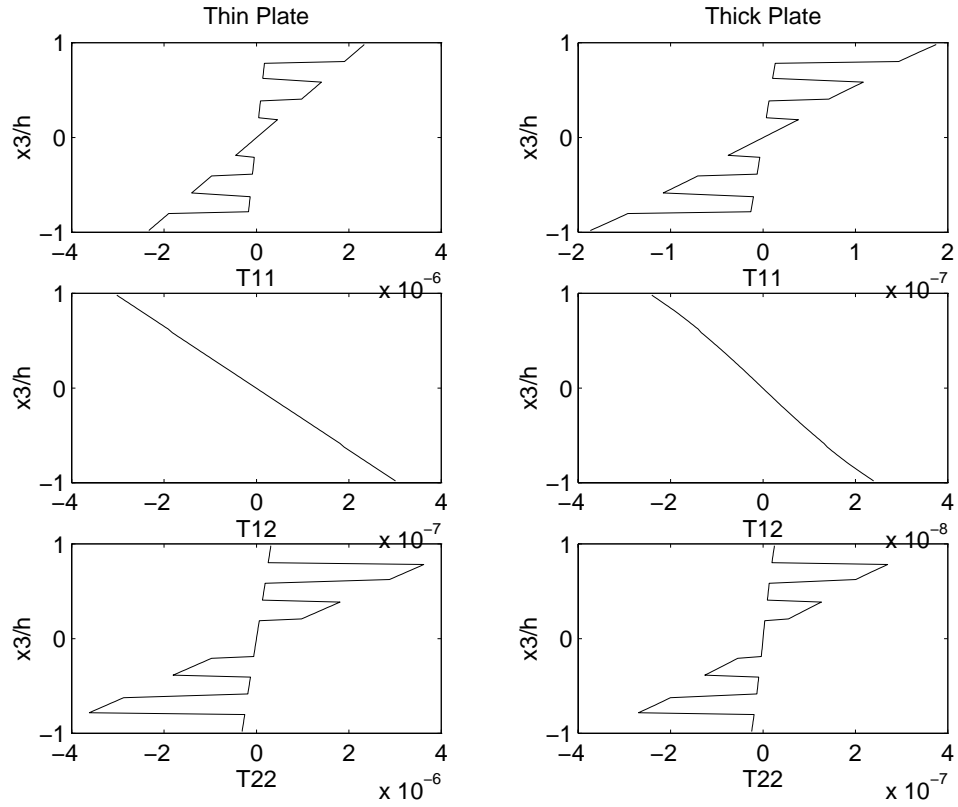 Thin Plate
Thick Plate
1
0
−1
x3/h
−4 −2 0 2 4
T11
x 10−6
1
0
−1
x3/h
−2 −1 0 1 2
T11
x 10−7
1
0
−1
x3/h
−4 −2 0 2 4
T12
x 10−7
1
0
−1
x3/h
−4 −2 0 2 4
T12
x 10−8
1
0
−1
x3/h
−4 −2 0 2 4
T22
x 10−6
1
0
−1
x3/h
−4 −2 0 2 4
T22
x 10−7